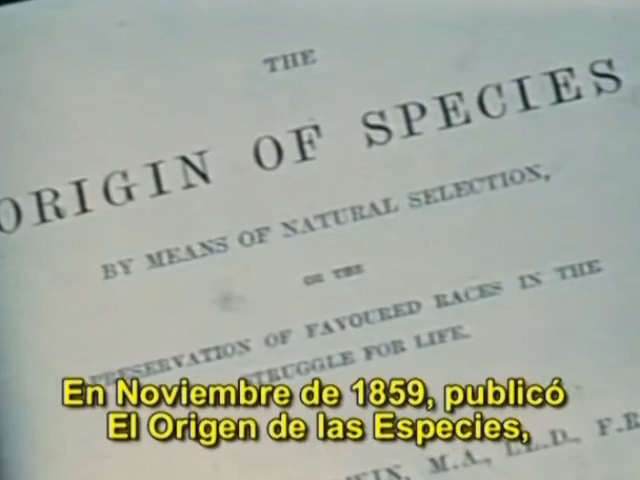 THE
ORIGIN OF SPECIES
BY MEANS OF NATURAL SELECTION,
OR THE
PRESERVATION OF FAVOURED RACES IN THE
STRUGGLE FOR LIFE.
En Noviembre de 1859, publicó
El Origen de las Especies,
M.A., LL.D., F.R